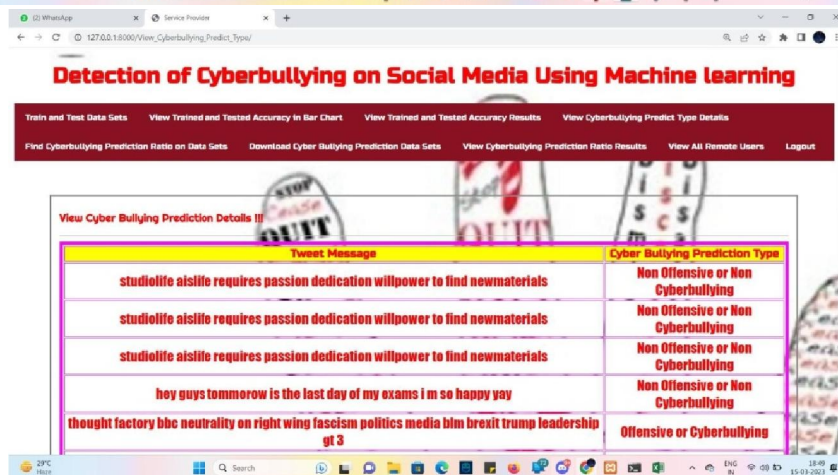 (2) WhatsApp
Service Provider
127.0.0.1:8000/View_Cyberbullying_Predict_Type/
Detection of Cyberbullying on Social Media Using Machine learning
Train and Test Data Sets View Trained and Tested Accuracy in Bar Chart View Trained and Tested Accuracy Results View Cyberbullying Predict Type Details
Find Cyberbullying Prediction Ratio on Data Sets Download Cyber Bullying Prediction Data Sets View Cyberbullying Prediction Ratio Results View All Remote Users Logout
STOP
Cease
QUIT
STOP
QUIT
View Cyber Bullying Prediction Details !!!
Tweet Message Cyber Bullying Prediction Type
studiolife aislife requires passion dedication willpower to find newmaterials Non Offensive or Non
Cyberbullying
studiolife aislife requires passion dedication willpower to find newmaterials Non Offensive or Non
Cyberbullying
studiolife aislife requires passion dedication willpower to find newmaterials Non Offensive or Non
Cyberbullying
hey guys tommorow is the last day of my exams i m so happy yay Non Offensive or Non
Cyberbullying
thought factory bbc neutrality on right wing fascism politics media blm brexit trump leadership
gt 3 Offensive or Cyberbullying
29°C
Haze
Search
ENG
IN
18:49
15-03-2023